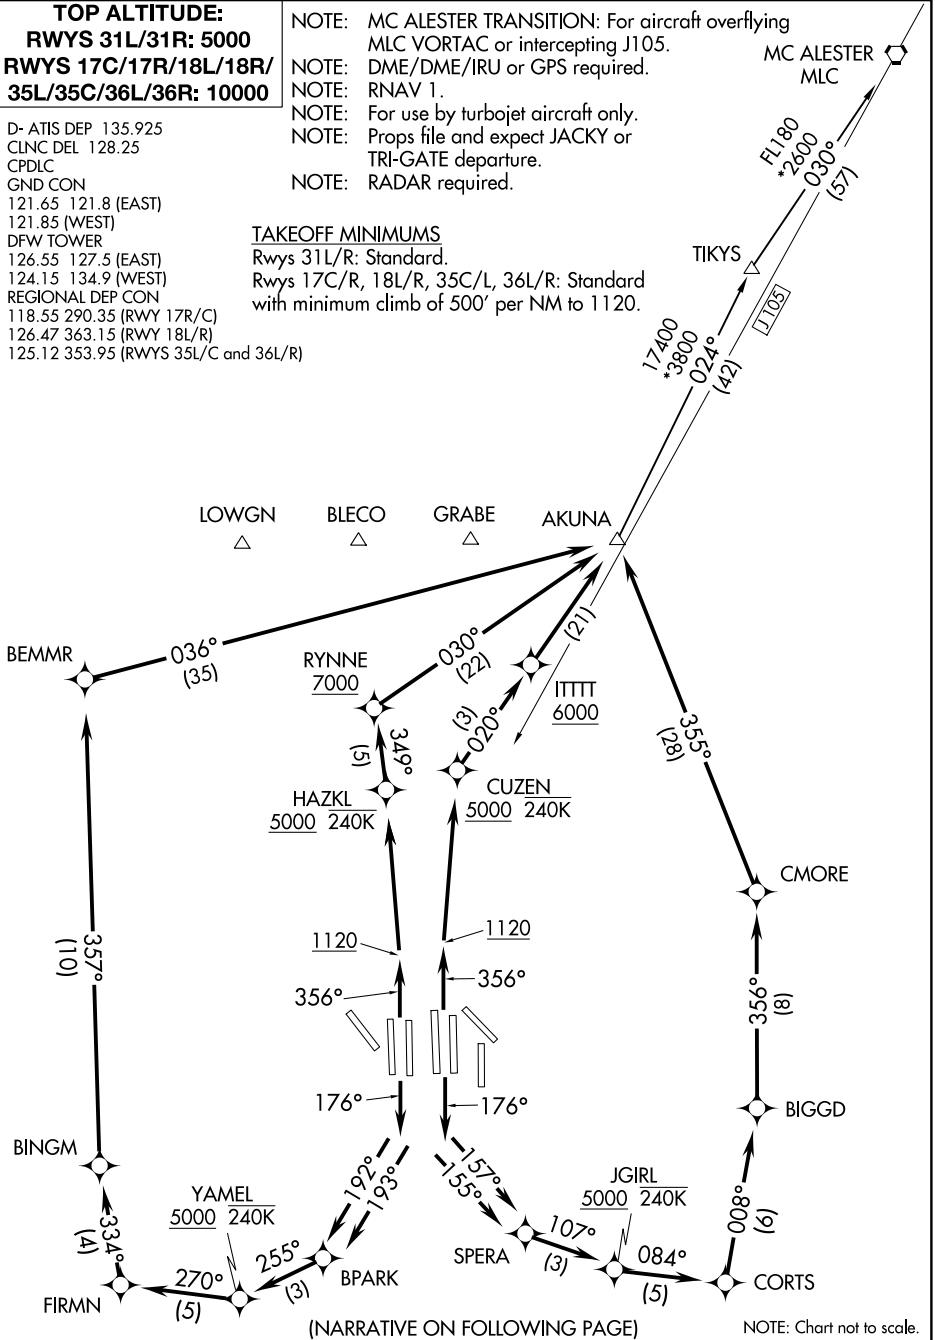 TOP ALTITUDE:
RWYS 31L/31R: 5000
RWYS 17C/17R/18L/18R/
35L/35C/36L/36R: 10000
NOTE: MC ALESTER TRANSITION: For aircraft overflying
MLC VORTAC or intercepting J105.
NOTE: DME/DME/IRU or GPS required.
NOTE: RNAV 1.
NOTE: For use by turbojet aircraft only.
NOTE: Props file and expect JACKY or
TRI-GATE departure.
NOTE: RADAR required.
D- ATIS DEP 135.925
CLNC DEL 128.25
CPDLC
GND CON
121.65 121.8 (EAST)
121.85 (WEST)
DFW TOWER
126.55 127.5 (EAST)
124.15 134.9 (WEST)
REGIONAL DEP CON
118.55 290.35 (RWY 17R/C)
126.47 363.15 (RWY 18L/R)
125.12 353.95 (RWYS 35L/C and 36L/R)
TAKEOFF MINIMUMS
Rwys 31L/R: Standard.
Rwys 17C/R, 18L/R, 35C/L, 36L/R: Standard
with minimum climb of 500' per NM to 1120.
MC ALESTER
MLC
FL180
*2600
030°
(57)
TIKYS
J 105
17400
*3800
024°
(42)
LOWGN
BLECO
GRABE
AKUNA
BEMMR
036°
(35)
RYNNE
7000
030°
(22)
(21)
ITTTT
6000
(3)
020°
349°
(5)
355°
(28)
HAZKL
5000 240K
CUZEN
5000 240K
CMORE
357°
(10)
1120
1120
356°
356°
356°
(8)
176°
176°
BIGGD
BINGM
192°
193°
157°
155°
YAMEL
5000 240K
JGIRL
5000 240K
334°
(4)
008°
(6)
255°
(3)
BPARK
SPERA
107°
(3)
084°
(5)
CORTS
FIRMN
270°
(5)
(NARRATIVE ON FOLLOWING PAGE)
NOTE: Chart not to scale.